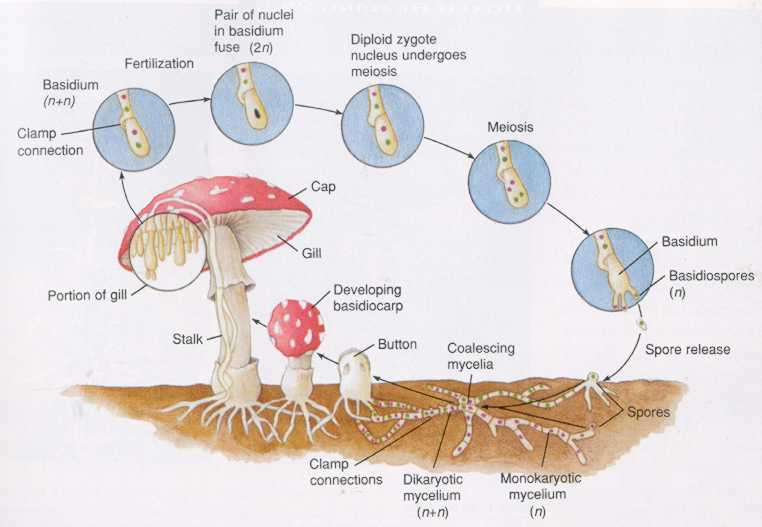 Pair of nuclei
in basidium
fuse (2n)
Fertilization
Diploid zygote
nucleus undergoes
meiosis
Basidium
(n+n)
Clamp
connection
Meiosis
Cap
Gill
Basidium
Basidiospores
(n)
Portion of gill
Developing
basidiocarp
Stalk
Button
Coalescing
mycelia
Spore release
Spores
Clamp
connections
Dikaryotic
mycelium
(n+n)
Monokaryotic
mycelium
(n)